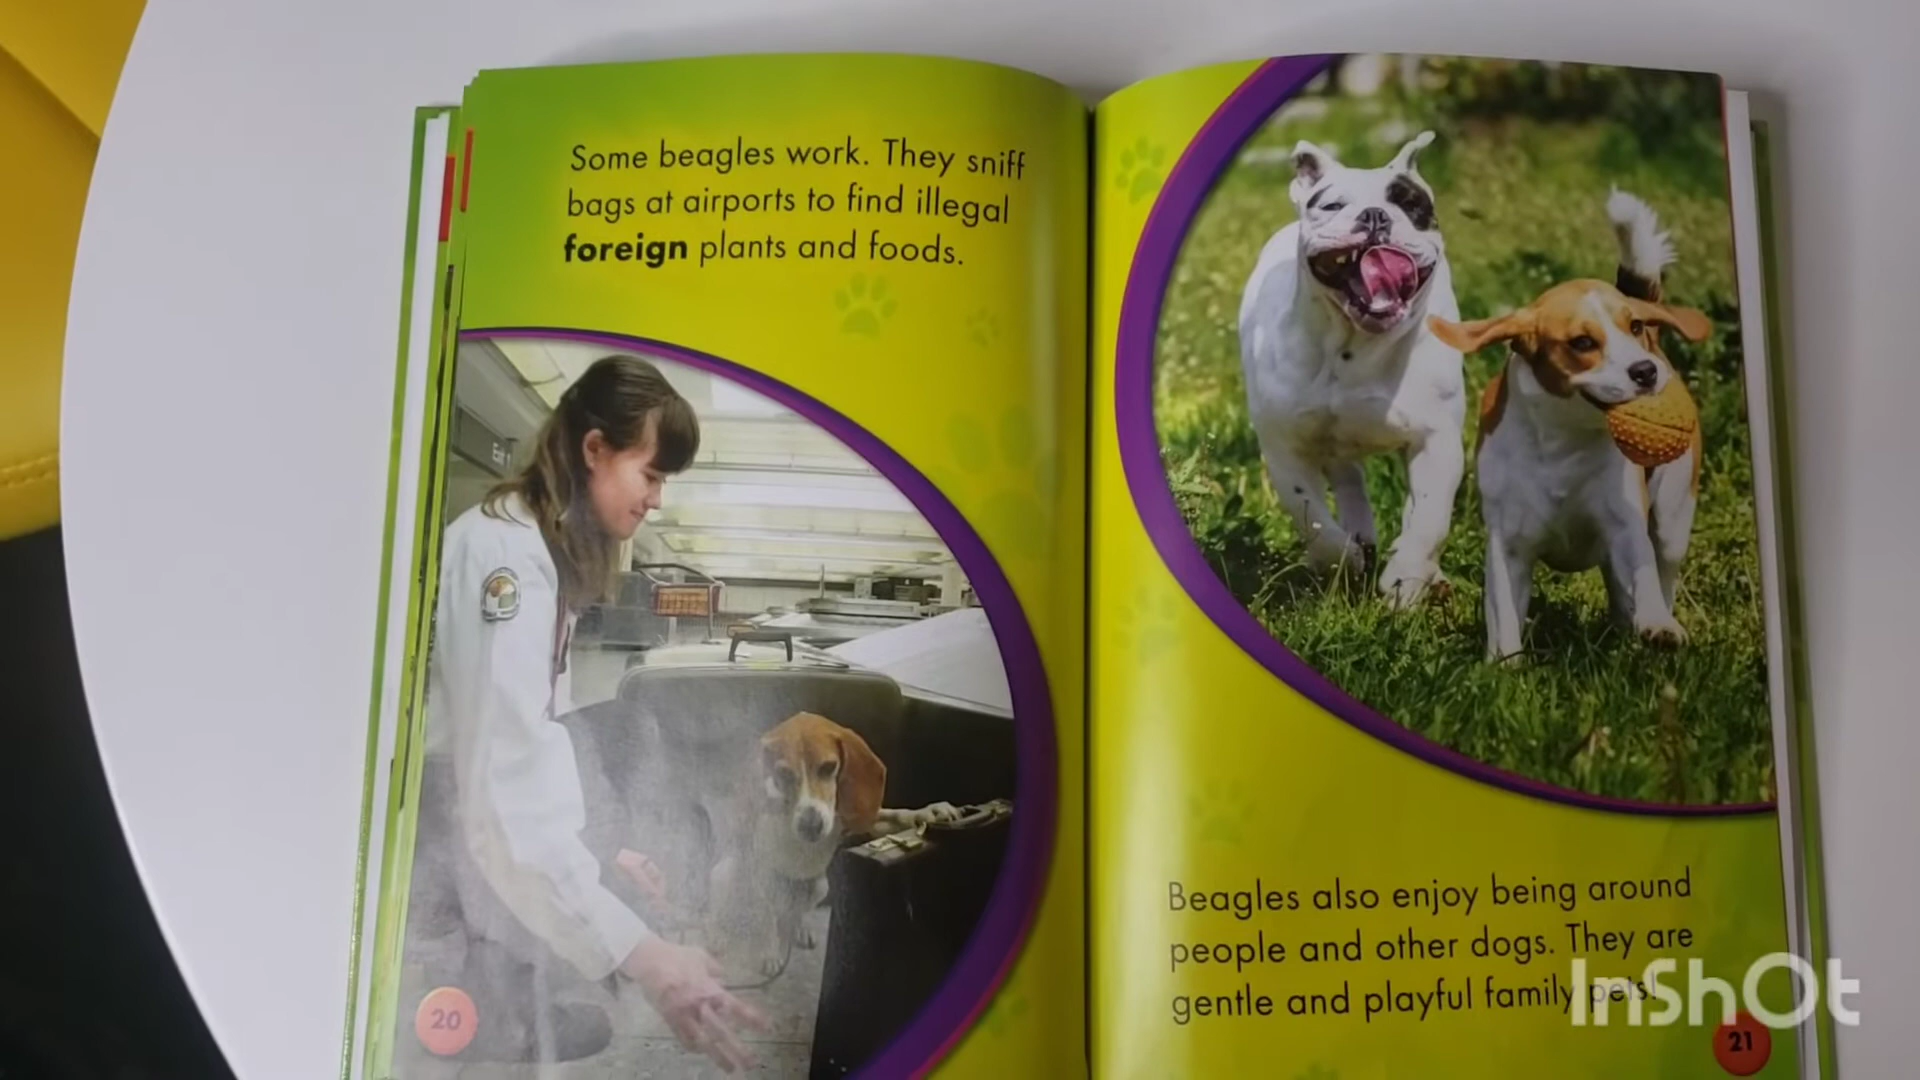 Some beagles work. They sniff
bags at airports to find illegal
foreign plants and foods.
Exit
20
Beagles also enjoy being around
people and other dogs. They are
gentle and playful family pets!
InShOt
21